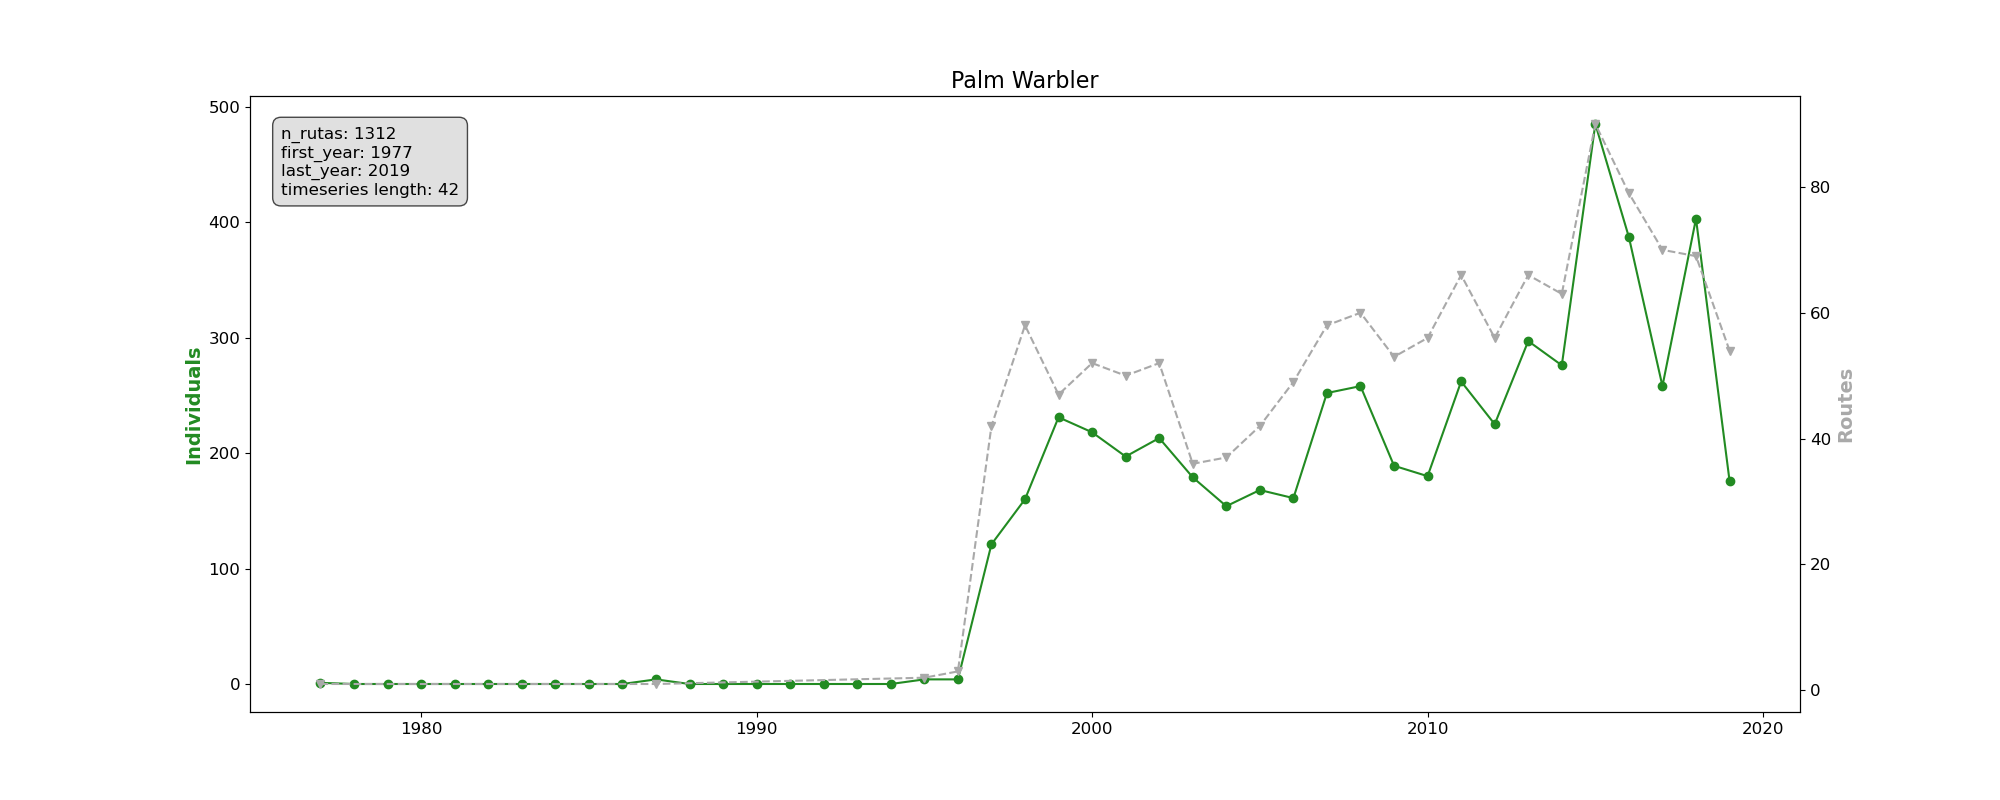 Palm Warbler
n_rutas: 1312
first_year: 1977
last_year: 2019
timeseries length: 42
500
400
300
200
100
0
Individuals
80
60
40
20
0
Routes
1980 1990 2000 2010 2020